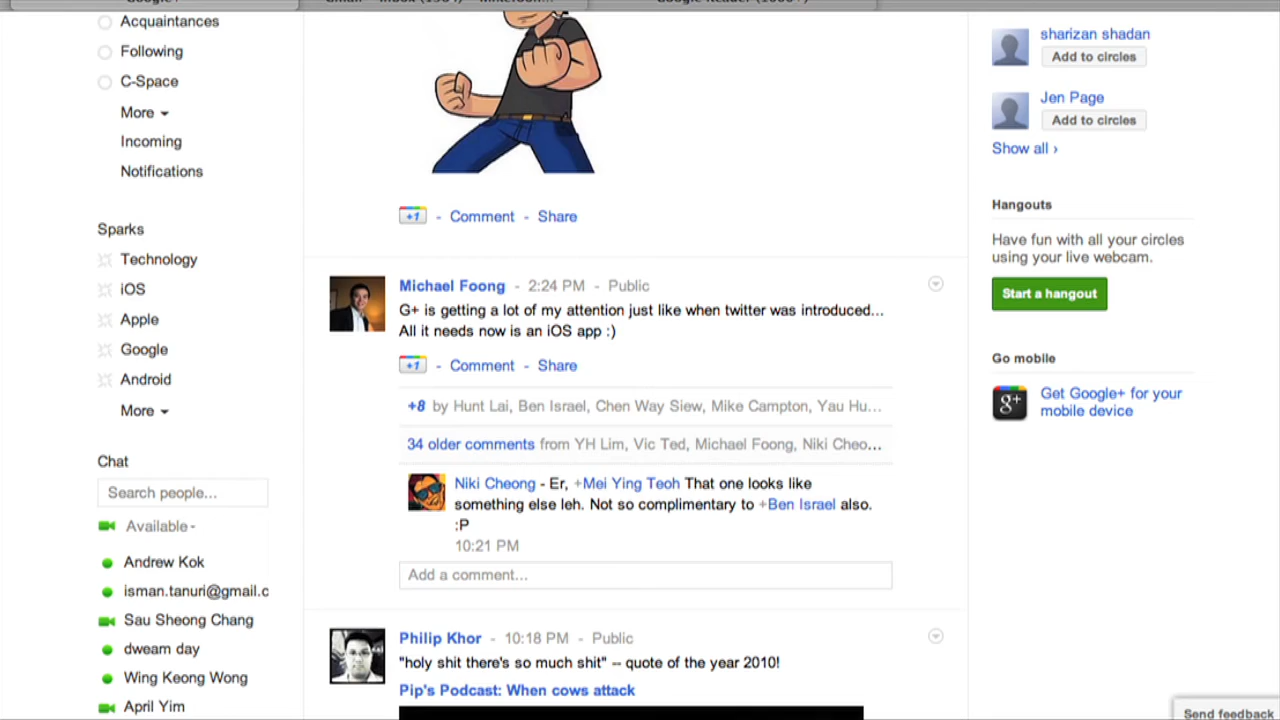 Acquaintances
Following
C-Space
More
Incoming
Notifications
Sparks
Technology
iOS
Apple
Google
Android
More
Chat
Search people...
Available
Andrew Kok
isman.tanuri@gmail.c
Sau Sheong Chang
dweam day
Wing Keong Wong
April Yim
+1 - Comment - Share
Michael Foong - 2:24 PM - Public
G+ is getting a lot of my attention just like when twitter was introduced...
All it needs now is an iOS app :)
+1 - Comment - Share
+8 by Hunt Lai, Ben Israel, Chen Way Siew, Mike Campton, Yau Hu...
34 older comments from YH Lim, Vic Ted, Michael Foong, Niki Cheo...
Niki Cheong - Er, +Mei Ying Teoh That one looks like
something else leh. Not so complimentary to +Ben Israel also.
:P
10:21 PM
Add a comment...
Philip Khor - 10:18 PM - Public
"holy shit there's so much shit" -- quote of the year 2010!
Pip's Podcast: When cows attack
sharizan shadan
Add to circles
Jen Page
Add to circles
Show all ›
Hangouts
Have fun with all your circles
using your live webcam.
Start a hangout
Go mobile
g+
Get Google+ for your
mobile device
Send feedback